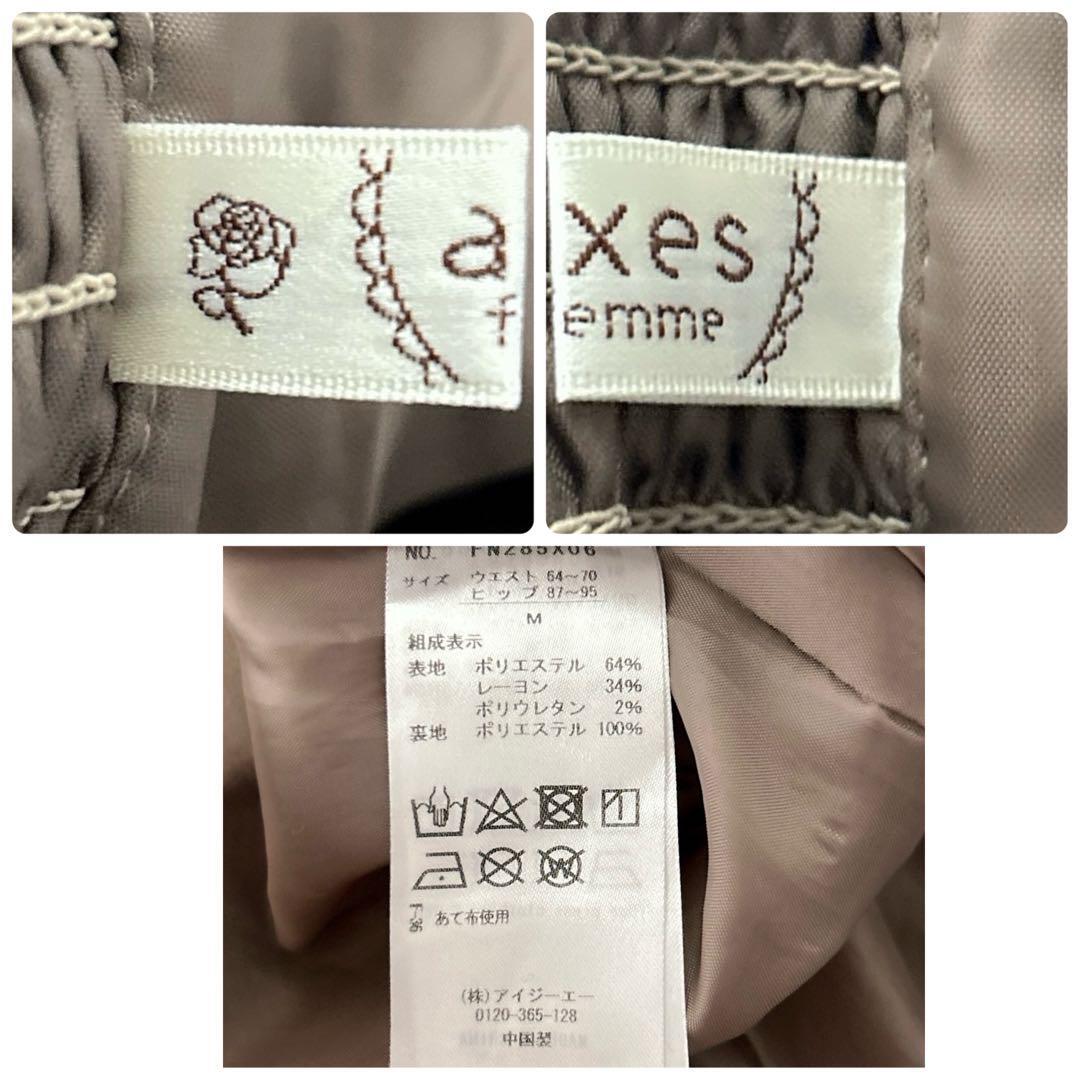 a
f
xes
emme
NO. FN285X06
サイズ ウエスト 64～70
ヒップ 87～95
M
組成表示
表地 ポリエステル 64%
レーヨン 34%
ポリウレタン 2%
裏地 ポリエステル 100%
あて布使用
(株)アイジーエー
0120-365-128
中国製